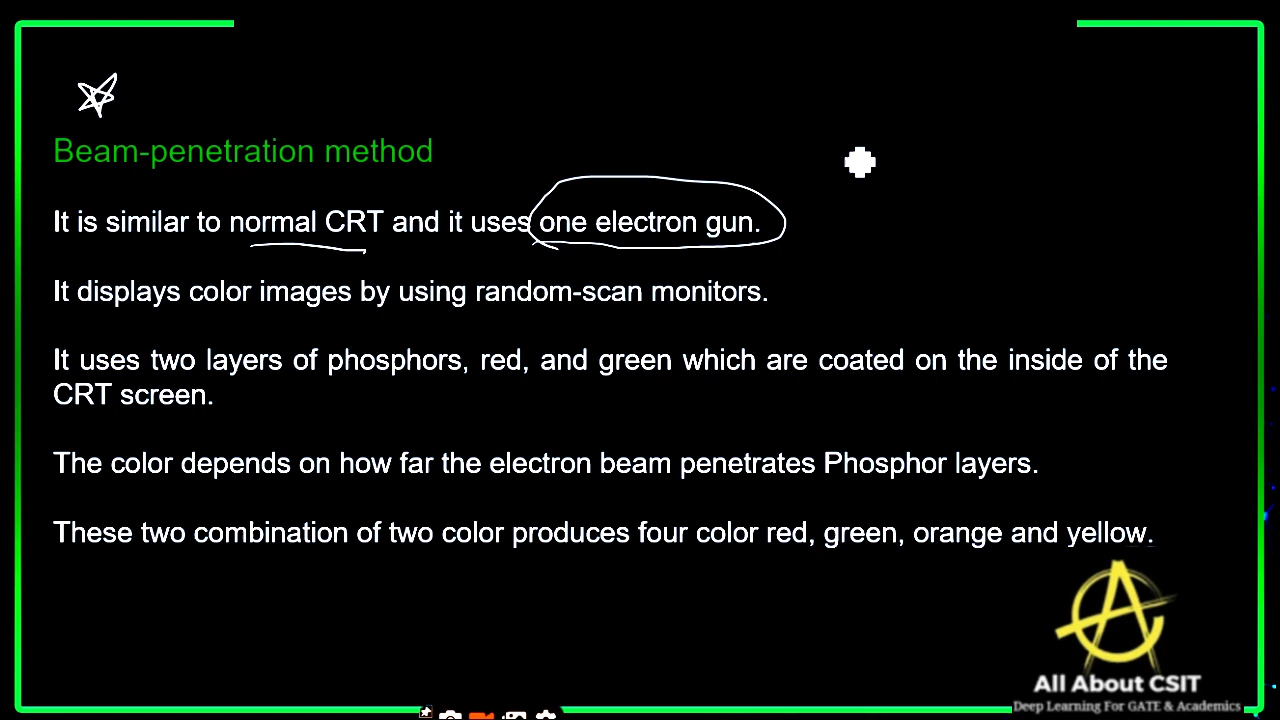 Beam-penetration method
It is similar to normal CRT and it uses one electron gun.
It displays color images by using random-scan monitors.
It uses two layers of phosphors, red, and green which are coated on the inside of the
CRT screen.
The color depends on how far the electron beam penetrates Phosphor layers.
These two combination of two color produces four color red, green, orange and yellow.
All About CSIT
Deep Learning For GATE & Academics